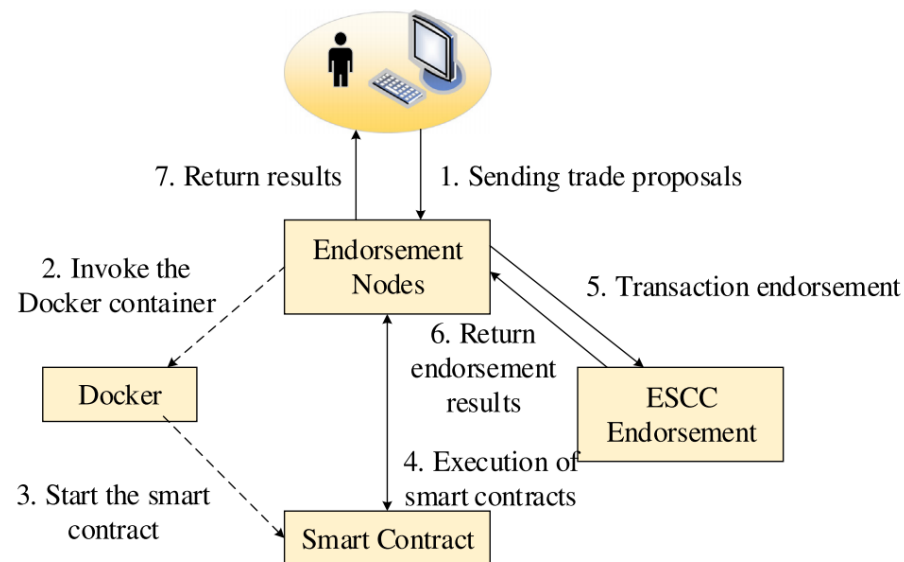 7. Return results
1. Sending trade proposals
Endorsement
Nodes
2. Invoke the
Docker container
5. Transaction endorsement
6. Return
endorsement
results
Docker
ESCC
Endorsement
4. Execution of
smart contracts
3. Start the smart
contract
Smart Contract